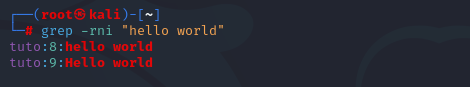 ┌──(root㉿kali)-[~]
└─# grep -rni "hello world"
tuto:8:hello world
tuto:9:Hello world